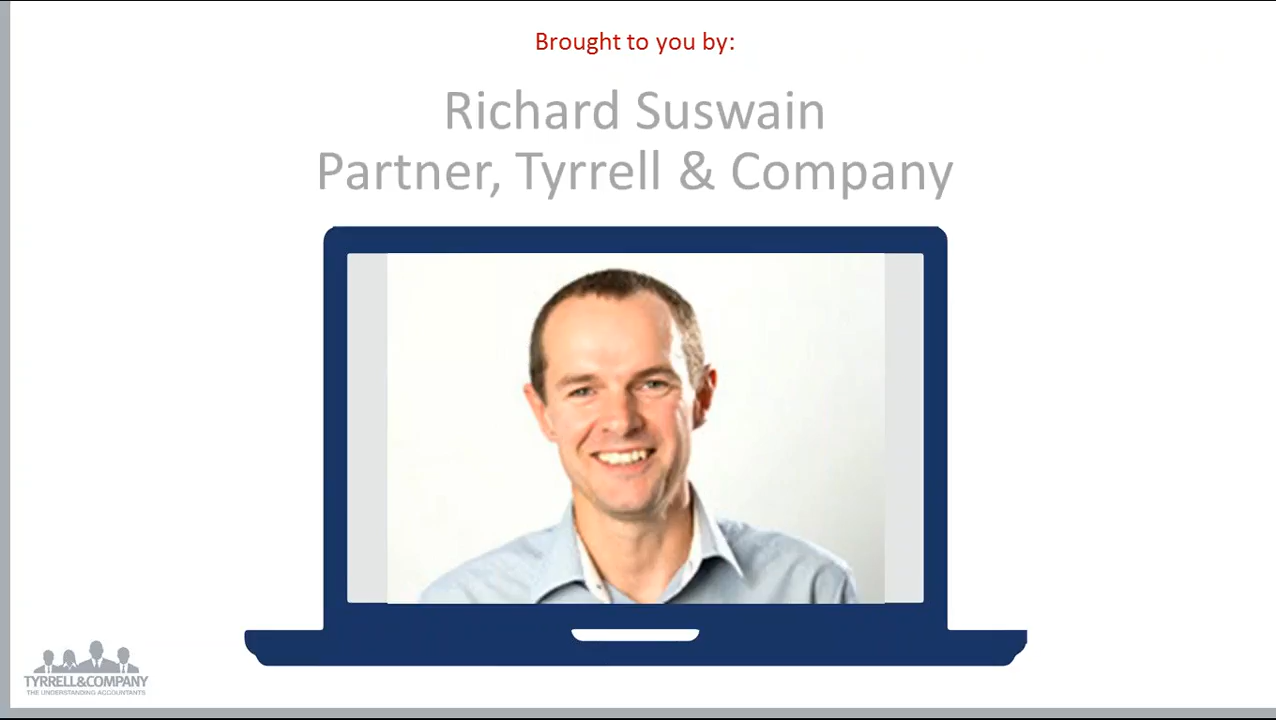 Brought to you by:
Richard Suswain
Partner, Tyrrell & Company
TYRRELL&COMPANY
THE UNDERSTANDING ACCOUNTANTS